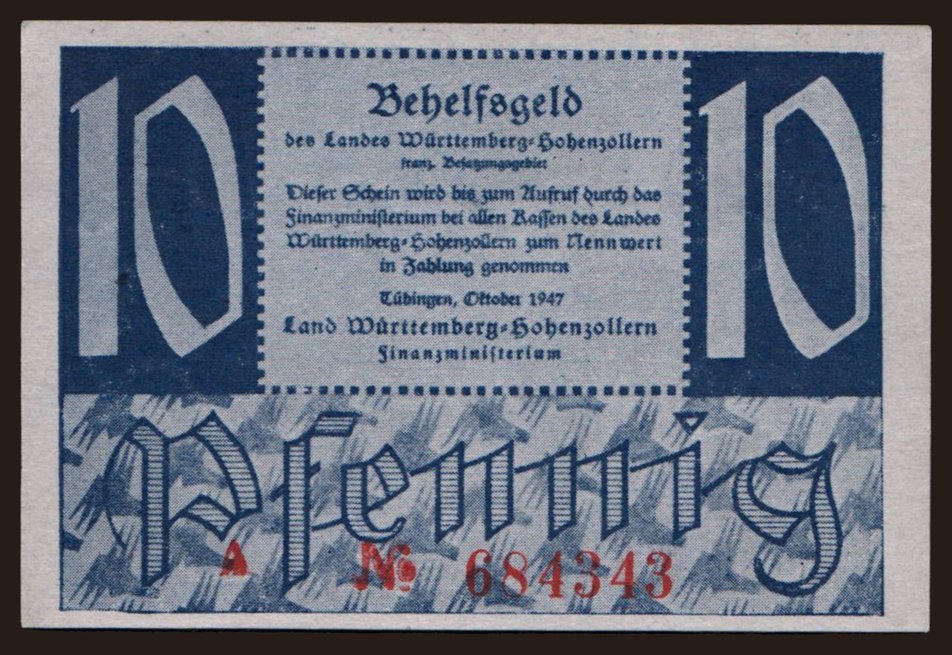 10 10
Behelfsgeld
des Landes Württemberg-Hohenzollern
franz. Besatzungsgebiet
Dieser Schein wird bis zum Aufruf durch das
Finanzministerium bei allen Kassen des Landes
Württemberg-Hohenzollern zum Nennwert
in Zahlung genommen
Tübingen, Oktober 1947
Land Württemberg-Hohenzollern
Finanzministerium
Pfennig
A № 684343